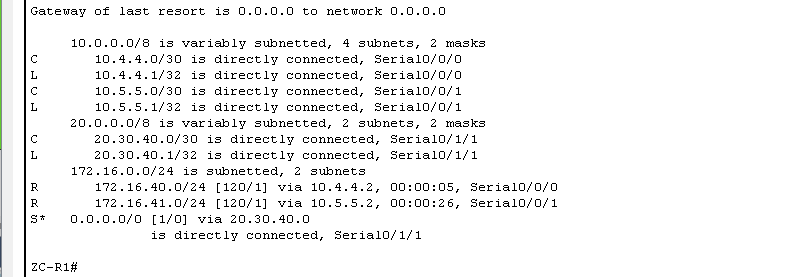 Gateway of last resort is 0.0.0.0 to network 0.0.0.0
10.0.0.0/8 is variably subnetted, 4 subnets, 2 masks
C 10.4.4.0/30 is directly connected, Serial0/0/0
L 10.4.4.1/32 is directly connected, Serial0/0/0
C 10.5.5.0/30 is directly connected, Serial0/0/1
L 10.5.5.1/32 is directly connected, Serial0/0/1
20.0.0.0/8 is variably subnetted, 2 subnets, 2 masks
C 20.30.40.0/30 is directly connected, Serial0/1/1
L 20.30.40.1/32 is directly connected, Serial0/1/1
172.16.0.0/24 is subnetted, 2 subnets
R 172.16.40.0/24 [120/1] via 10.4.4.2, 00:00:05, Serial0/0/0
R 172.16.41.0/24 [120/1] via 10.5.5.2, 00:00:26, Serial0/0/1
S* 0.0.0.0/0 [1/0] via 20.30.40.0
is directly connected, Serial0/1/1
ZC-R1#